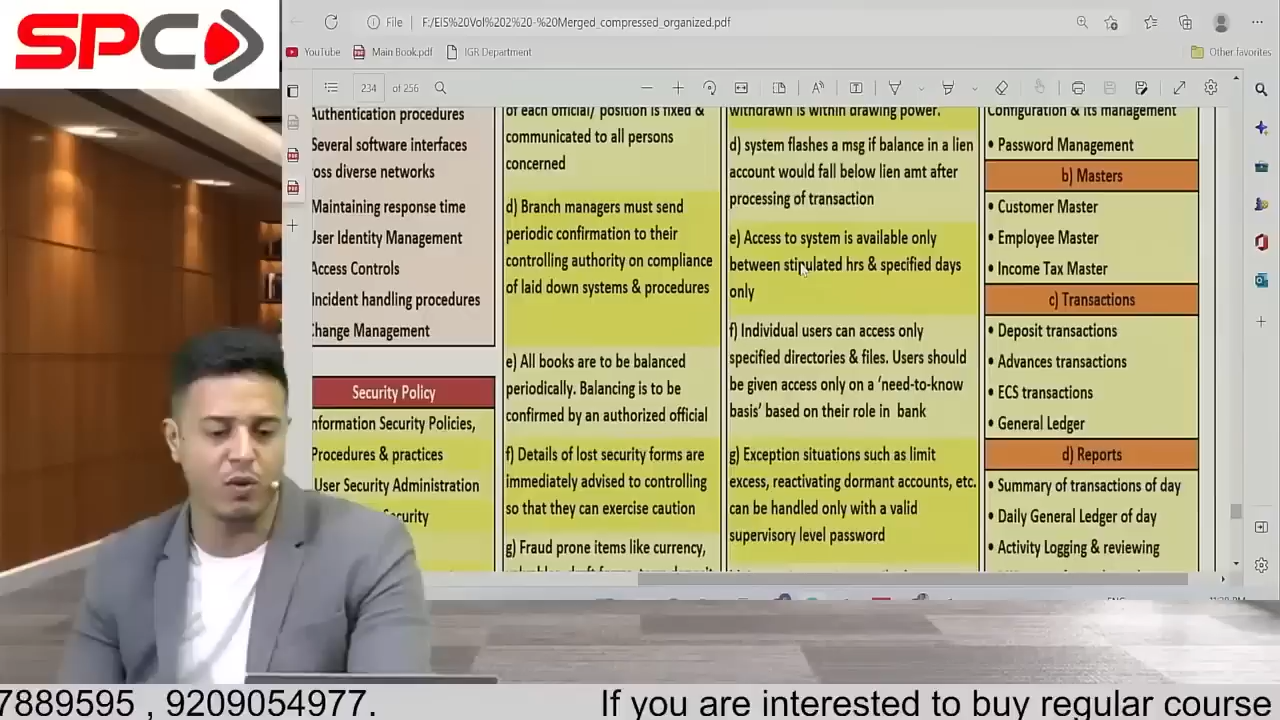 SPC
File
F:/EIS%20Vol%202%20-%20Merged_compressed_organized.pdf
YouTube
Main Book.pdf
IGR Department
Other favorites
234 of 256
Authentication procedures
Several software interfaces
ross diverse networks
Maintaining response time
User Identity Management
Access Controls
Incident handling procedures
Change Management
Security Policy
nformation Security Policies,
Procedures & practices
User Security Administration
curity
of each official/ position is fixed &
communicated to all persons
concerned
d) Branch managers must send
periodic confirmation to their
controlling authority on compliance
of laid down systems & procedures
e) All books are to be balanced
periodically. Balancing is to be
confirmed by an authorized official
f) Details of lost security forms are
immediately advised to controlling
so that they can exercise caution
g) Fraud prone items like currency,
withdrawn is within drawing power.
d) system flashes a msg if balance in a lien
account would fall below lien amt after
processing of transaction
e) Access to system is available only
between stipulated hrs & specified days
only
f) Individual users can access only
specified directories & files. Users should
be given access only on a ‘need-to-know
basis’ based on their role in bank
g) Exception situations such as limit
excess, reactivating dormant accounts, etc.
can be handled only with a valid
supervisory level password
Configuration & its management
• Password Management
b) Masters
• Customer Master
• Employee Master
• Income Tax Master
c) Transactions
• Deposit transactions
• Advances transactions
• ECS transactions
• General Ledger
d) Reports
• Summary of transactions of day
• Daily General Ledger of day
• Activity Logging & reviewing
7889595 , 9209054977. If you are interested to buy regular course